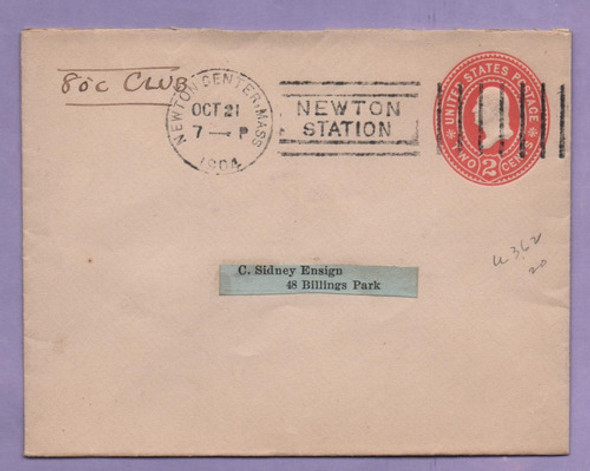 80c CLUB
NEWTON CENTER, MASS
OCT 21
7 — P
1904
NEWTON
STATION
UNITED STATES POSTAGE
TWO 2 CENTS
C. Sidney Ensign
48 Billings Park
u 362
20